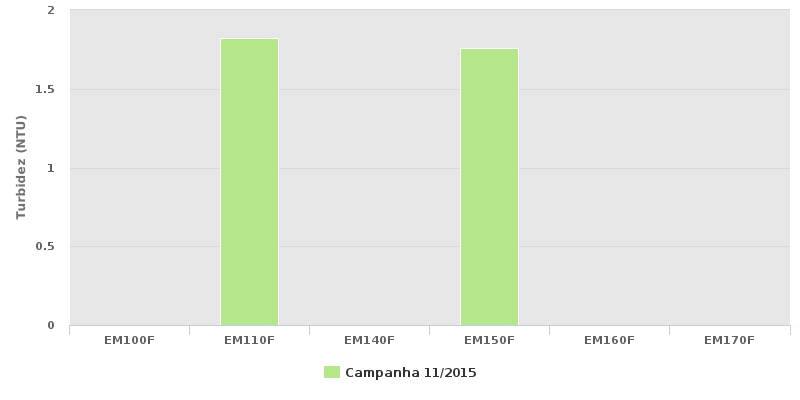 Turbidez (NTU)
2
1.5
1
0.5
0
EM100F EM110F EM140F EM150F EM160F EM170F
Campanha 11/2015